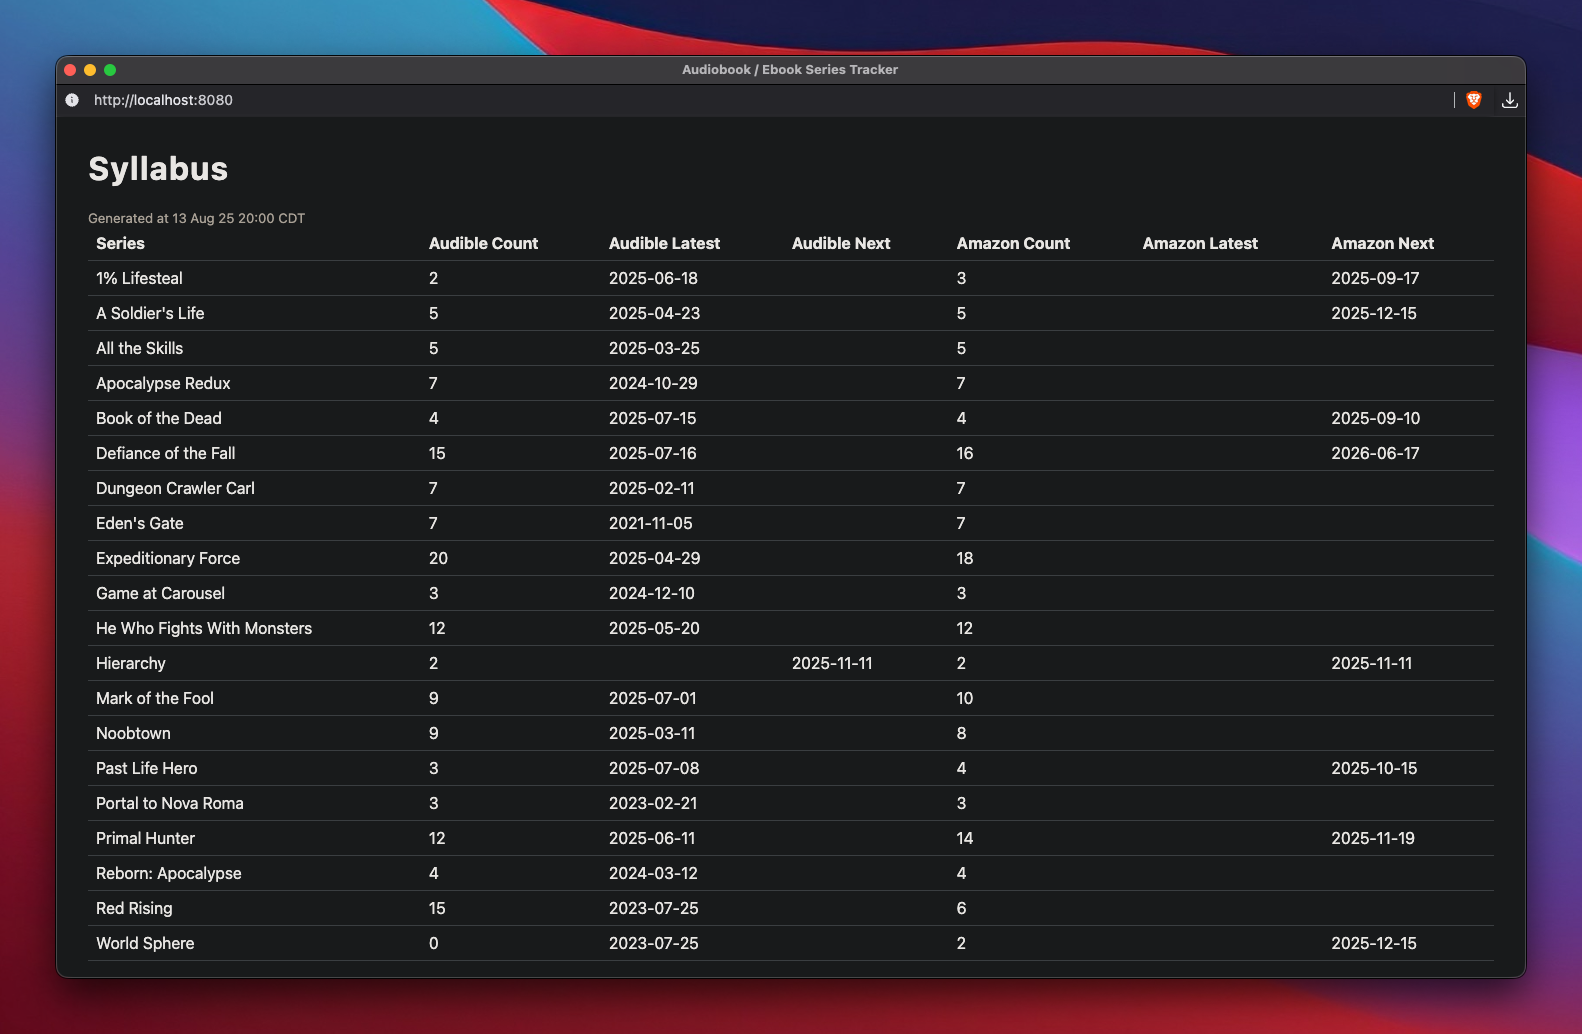 Audiobook / Ebook Series Tracker
http://localhost:8080
Syllabus
Generated at 13 Aug 25 20:00 CDT
Series Audible Count Audible Latest Audible Next Amazon Count Amazon Latest Amazon Next
1% Lifesteal 2 2025-06-18 3 2025-09-17
A Soldier's Life 5 2025-04-23 5 2025-12-15
All the Skills 5 2025-03-25 5
Apocalypse Redux 7 2024-10-29 7
Book of the Dead 4 2025-07-15 4 2025-09-10
Defiance of the Fall 15 2025-07-16 16 2026-06-17
Dungeon Crawler Carl 7 2025-02-11 7
Eden's Gate 7 2021-11-05 7
Expeditionary Force 20 2025-04-29 18
Game at Carousel 3 2024-12-10 3
He Who Fights With Monsters 12 2025-05-20 12
Hierarchy 2 2025-11-11 2 2025-11-11
Mark of the Fool 9 2025-07-01 10
Noobtown 9 2025-03-11 8
Past Life Hero 3 2025-07-08 4 2025-10-15
Portal to Nova Roma 3 2023-02-21 3
Primal Hunter 12 2025-06-11 14 2025-11-19
Reborn: Apocalypse 4 2024-03-12 4
Red Rising 15 2023-07-25 6
World Sphere 0 2023-07-25 2 2025-12-15